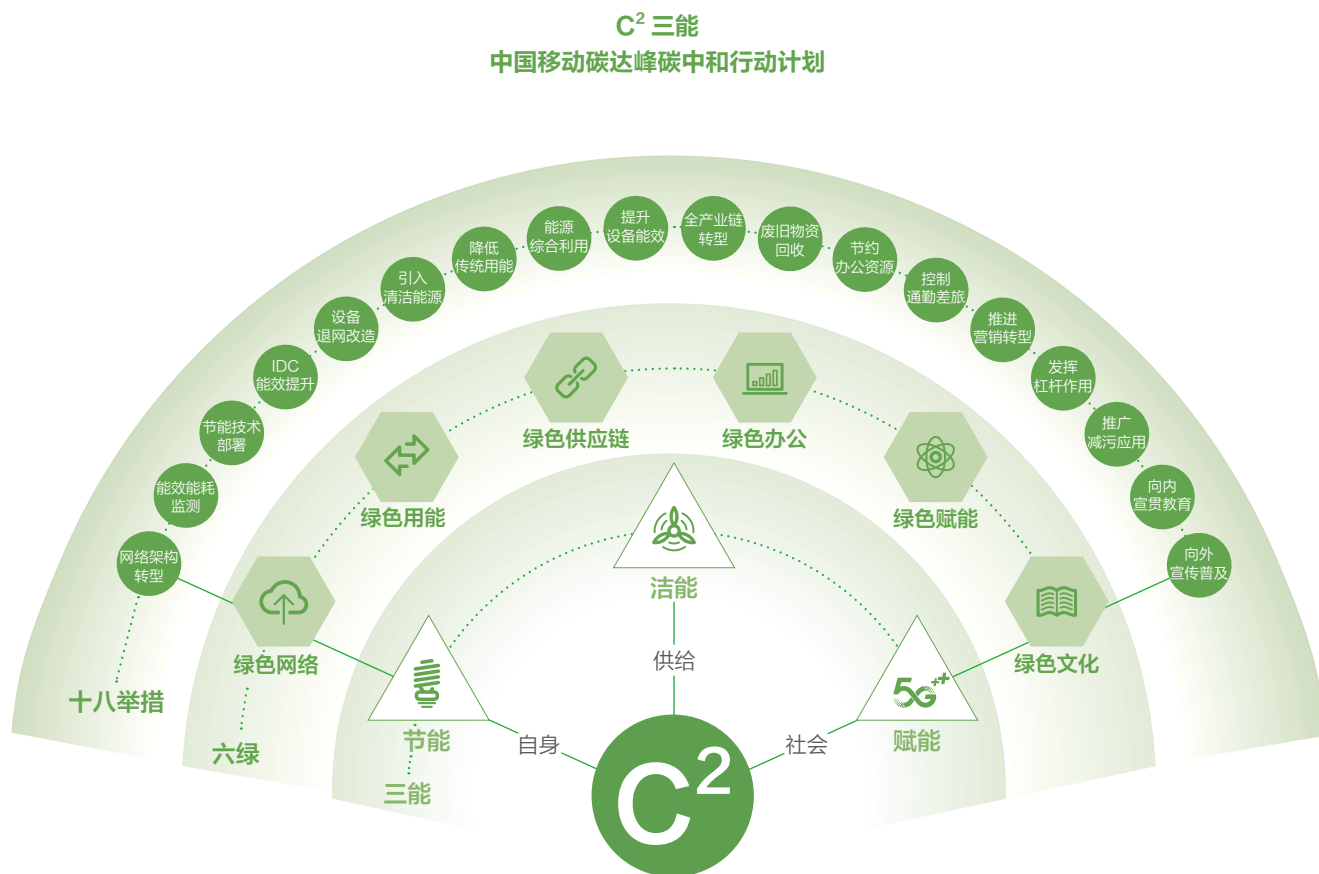 C² 三能
中国移动碳达峰碳中和行动计划
网络架构
转型
能效能耗
监测
节能技术
部署
IDC
能效提升
设备
退网改造
引入
清洁能源
降低
传统用能
能源
综合利用
提升
设备能效
全产业链
转型
废旧物资
回收
节约
办公资源
控制
通勤差旅
推进
营销转型
发挥
杠杆作用
推广
减污应用
向内
宣贯教育
向外
宣传普及
十八举措
绿色网络
绿色用能
绿色供应链
绿色办公
绿色赋能
绿色文化
六绿
节能
洁能
5G++
赋能
三能
自身
供给
社会
C²